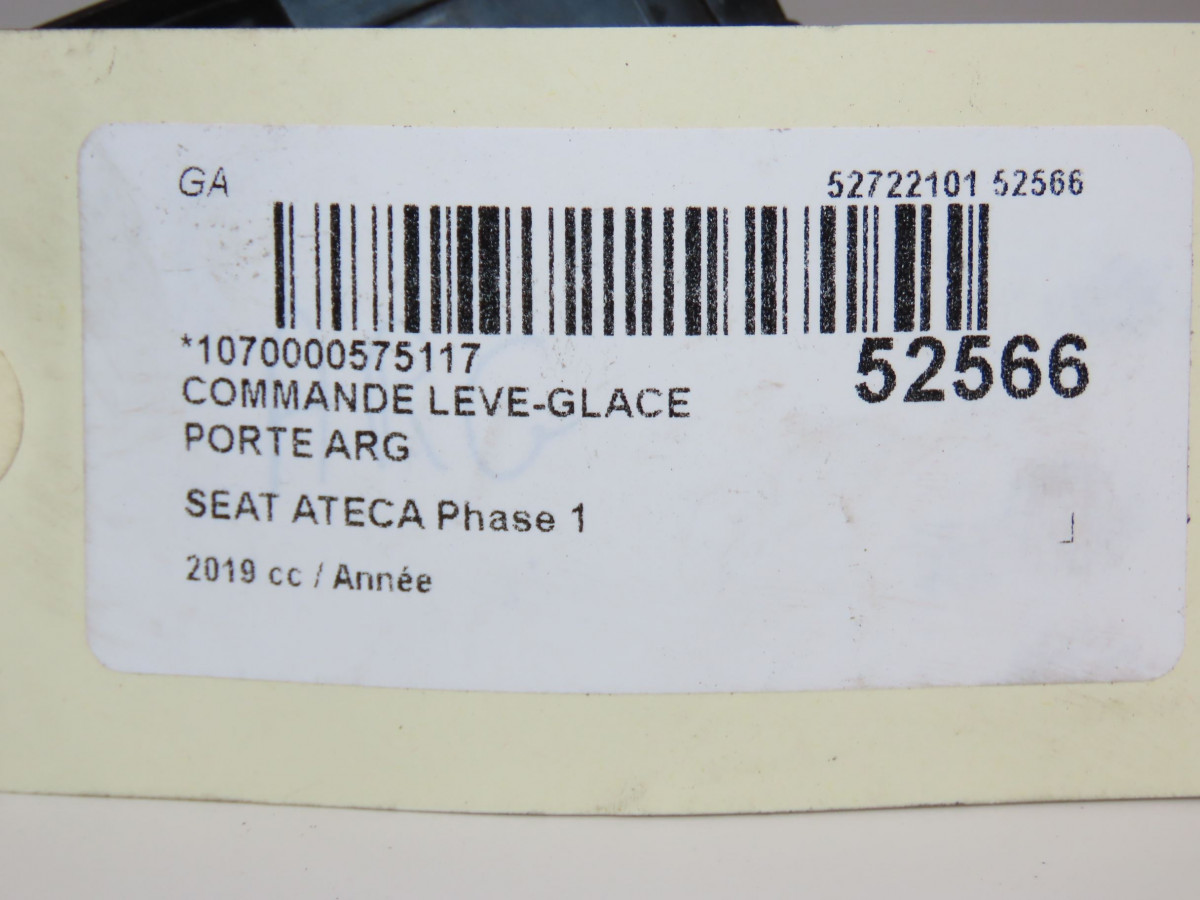 GA 52722101 52566
*1070000575117
52566
COMMANDE LEVE-GLACE
PORTE ARG
SEAT ATECA Phase 1
2019 cc / Année